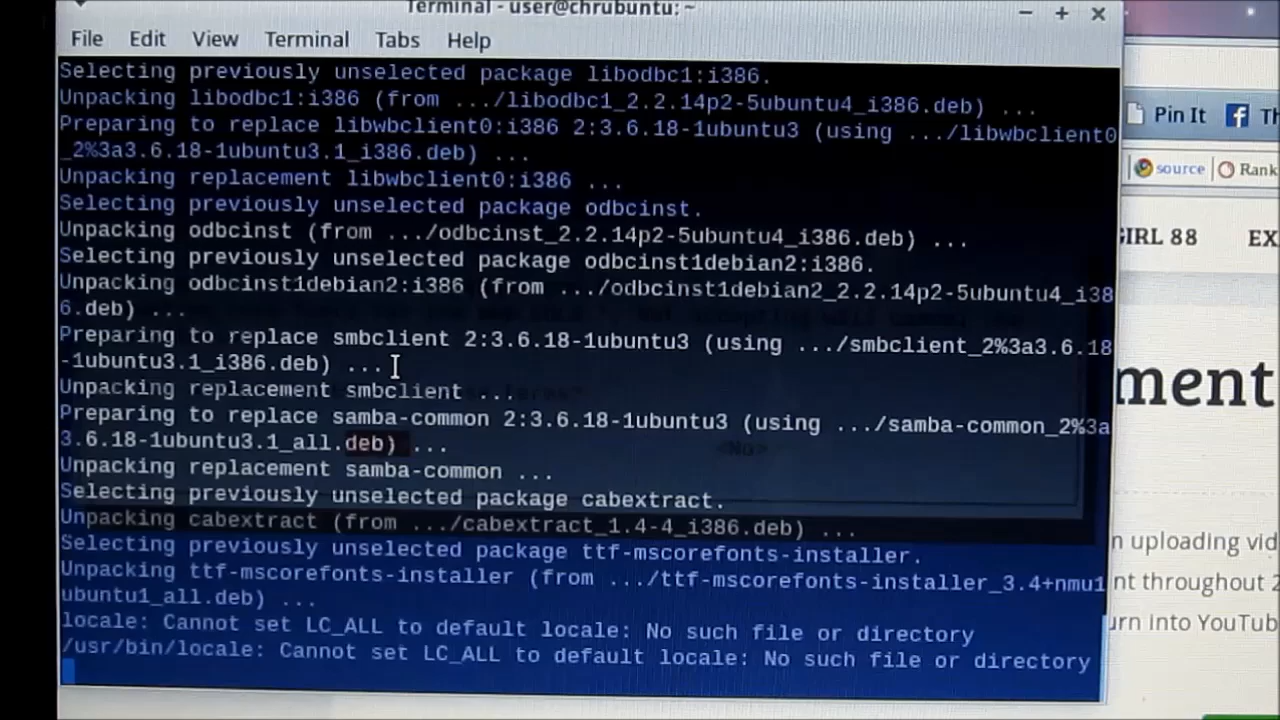 Terminal - user@chrubuntu: ~
File Edit View Terminal Tabs Help
Selecting previously unselected package libodbc1:i386.
Unpacking libodbc1:i386 (from .../libodbc1_2.2.14p2-5ubuntu4_i386.deb) ...
Preparing to replace libwbclient0:i386 2:3.6.18-1ubuntu3 (using .../libwbclient0
_2%3a3.6.18-1ubuntu3.1_i386.deb) ...
Unpacking replacement libwbclient0:i386 ...
Selecting previously unselected package odbcinst.
Unpacking odbcinst (from .../odbcinst_2.2.14p2-5ubuntu4_i386.deb) ...
Selecting previously unselected package odbcinst1debian2:i386.
Unpacking odbcinst1debian2:i386 (from .../odbcinst1debian2_2.2.14p2-5ubuntu4_i38
6.deb) ...
Preparing to replace smbclient 2:3.6.18-1ubuntu3 (using .../smbclient_2%3a3.6.18
-1ubuntu3.1_i386.deb) ...
Unpacking replacement smbclient ...
Preparing to replace samba-common 2:3.6.18-1ubuntu3 (using .../samba-common_2%3a
3.6.18-1ubuntu3.1_all.deb) ...
Unpacking replacement samba-common ...
Selecting previously unselected package cabextract.
Unpacking cabextract (from .../cabextract_1.4-4_i386.deb) ...
Selecting previously unselected package ttf-mscorefonts-installer.
Unpacking ttf-mscorefonts-installer (from .../ttf-mscorefonts-installer_3.4+nmu1
ubuntu1_all.deb) ...
locale: Cannot set LC_ALL to default locale: No such file or directory
/usr/bin/locale: Cannot set LC_ALL to default locale: No such file or directory
<No>
Pin It
source Rank
GIRL 88 EX
ment
n uploading vid
nt throughout 2
urn into YouTub